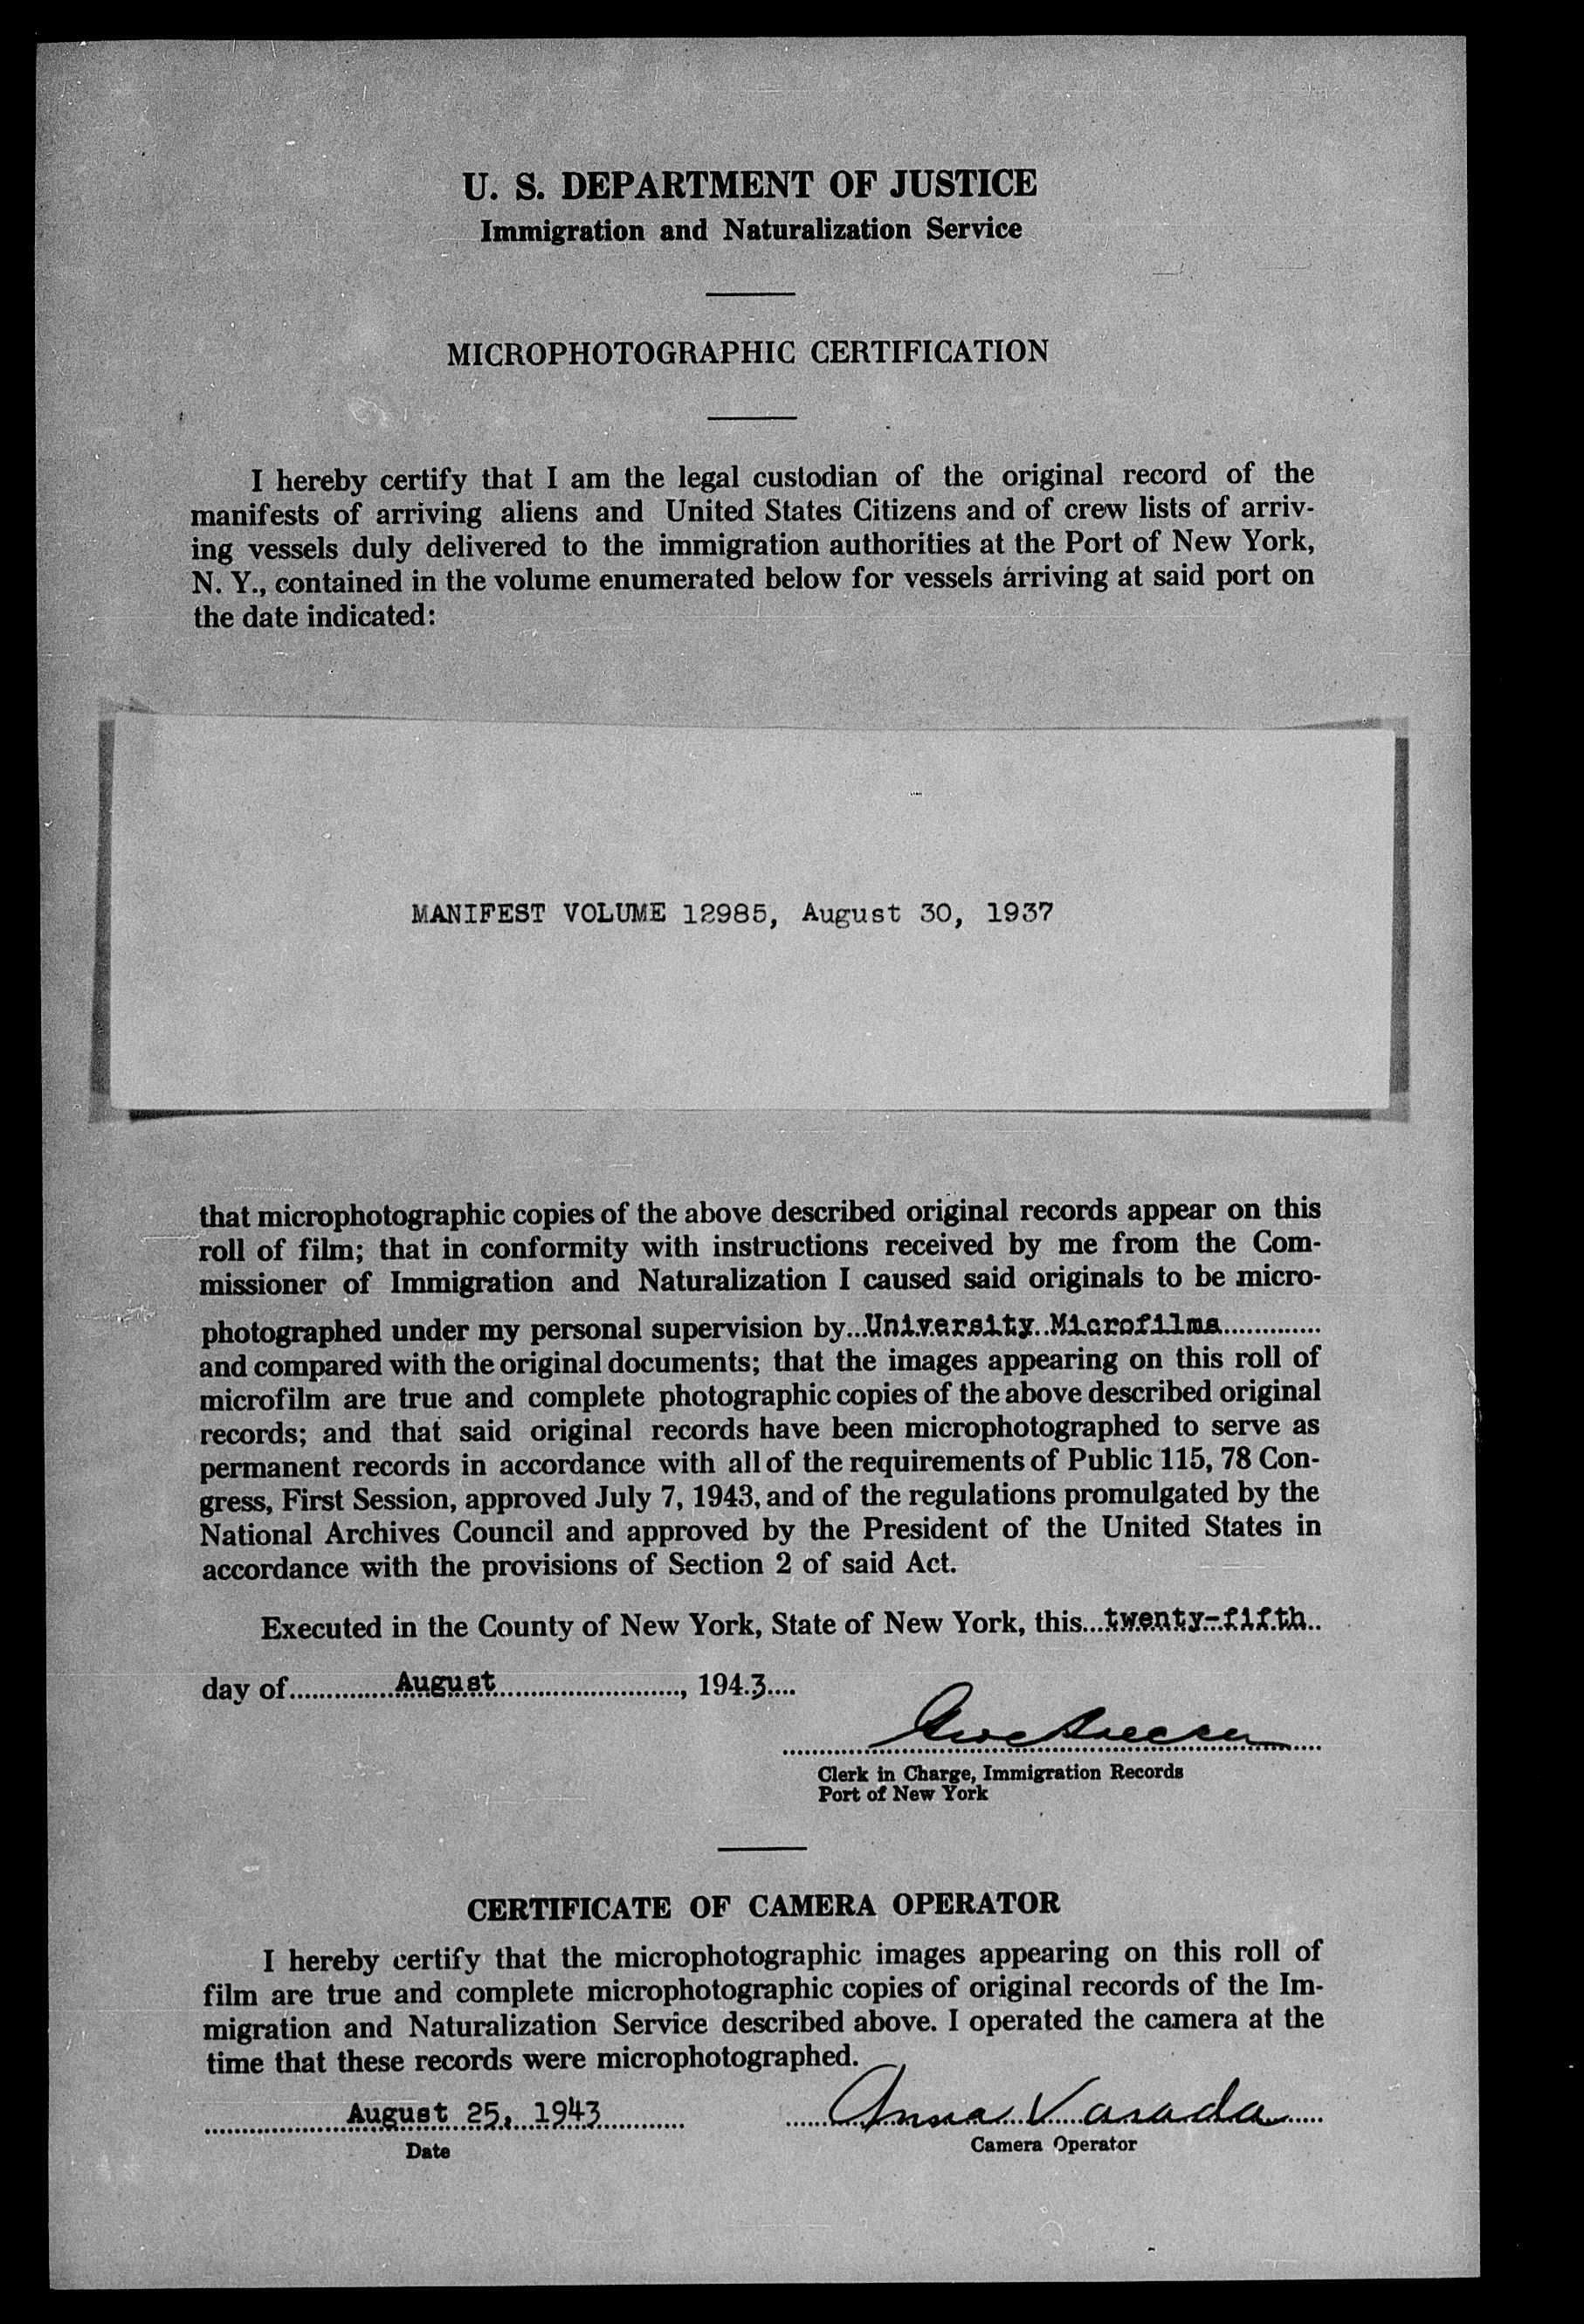 U. S. DEPARTMENT OF JUSTICE
Immigration and Naturalization Service
MICROPHOTOGRAPHIC CERTIFICATION
I hereby certify that I am the legal custodian of the original record of the
manifests of arriving aliens and United States Citizens and of crew lists of arriv-
ing vessels duly delivered to the immigration authorities at the Port of New York,
N. Y., contained in the volume enumerated below for vessels arriving at said port on
the date indicated:
MANIFEST VOLUME 12985, August 30, 1937
that microphotographic copies of the above described original records appear on this
roll of film; that in conformity with instructions received by me from the Com-
missioner of Immigration and Naturalization I caused said originals to be micro-
photographed under my personal supervision by...University Microfilms.............
and compared with the original documents; that the images appearing on this roll of
microfilm are true and complete photographic copies of the above described original
records; and that said original records have been microphotographed to serve as
permanent records in accordance with all of the requirements of Public 115, 78 Con-
gress, First Session, approved July 7, 1943, and of the regulations promulgated by the
National Archives Council and approved by the President of the United States in
accordance with the provisions of Section 2 of said Act.
Executed in the County of New York, State of New York, this...twenty-fifth..
day of..............August........................., 194.3....
Clerk in Charge, Immigration Records
Port of New York
CERTIFICATE OF CAMERA OPERATOR
I hereby certify that the microphotographic images appearing on this roll of
film are true and complete microphotographic copies of original records of the Im-
migration and Naturalization Service described above. I operated the camera at the
time that these records were microphotographed.
August 25, 1943 Anna Varada
Date Camera Operator